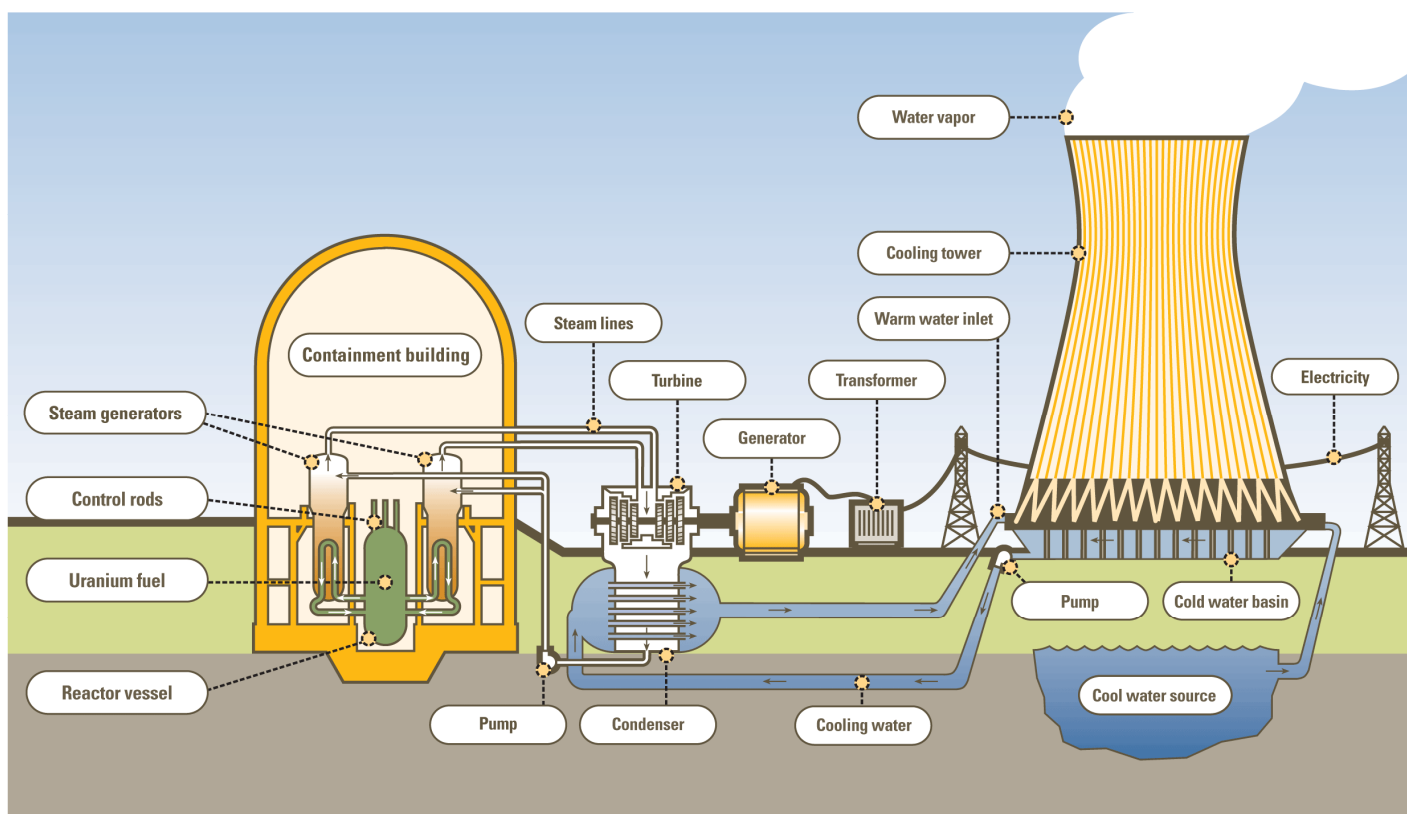 Water vapor
Cooling tower
Warm water inlet
Steam lines
Containment building
Turbine
Transformer
Electricity
Steam generators
Generator
Control rods
Uranium fuel
Pump
Cold water basin
Reactor vessel
Cool water source
Pump
Condenser
Cooling water